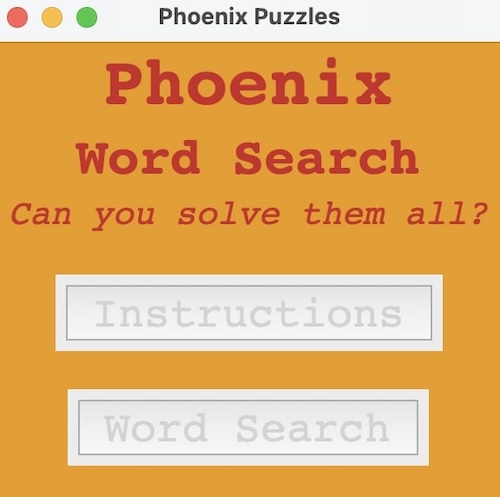 Phoenix Puzzles
Phoenix
Word Search
Can you solve them all?
Instructions
Word Search